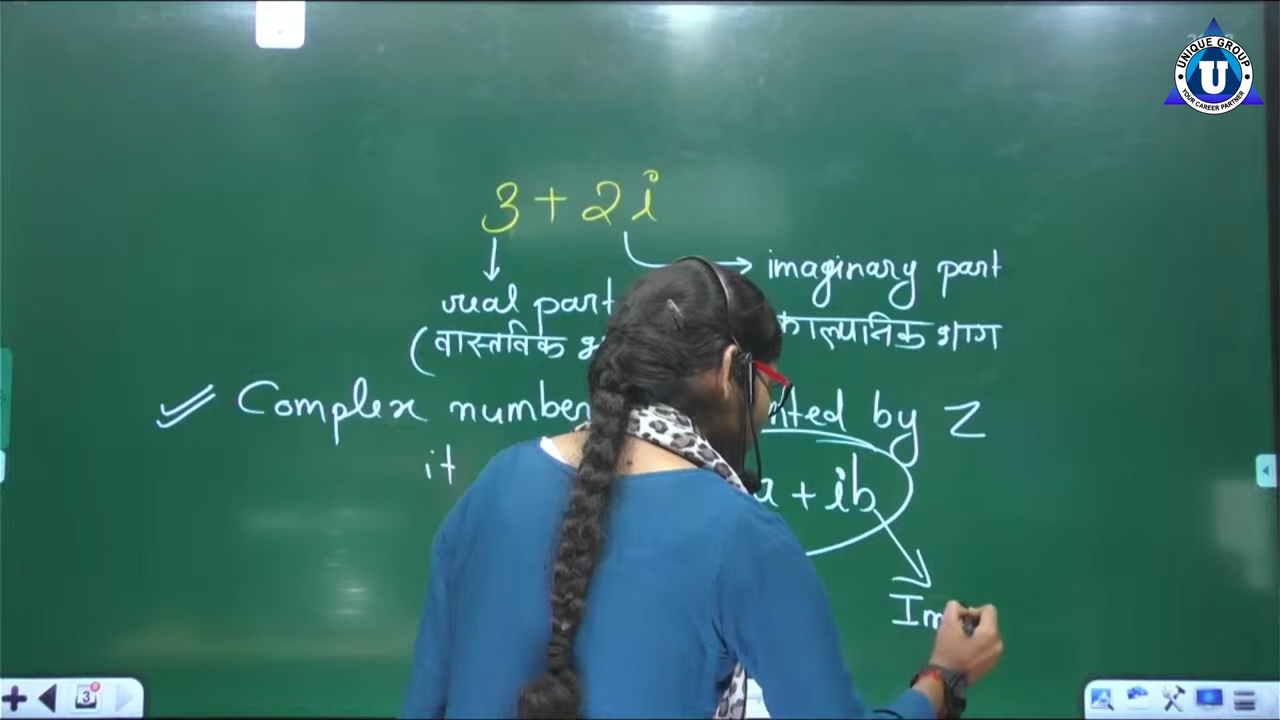 UNIQUE GROUP
U
YOUR CAREER PARTNER
3 + 2i
imaginary part
real part
काल्पनिक भाग
(वास्तविक
✓ Complex number by Z
it
+ ib
Im
3